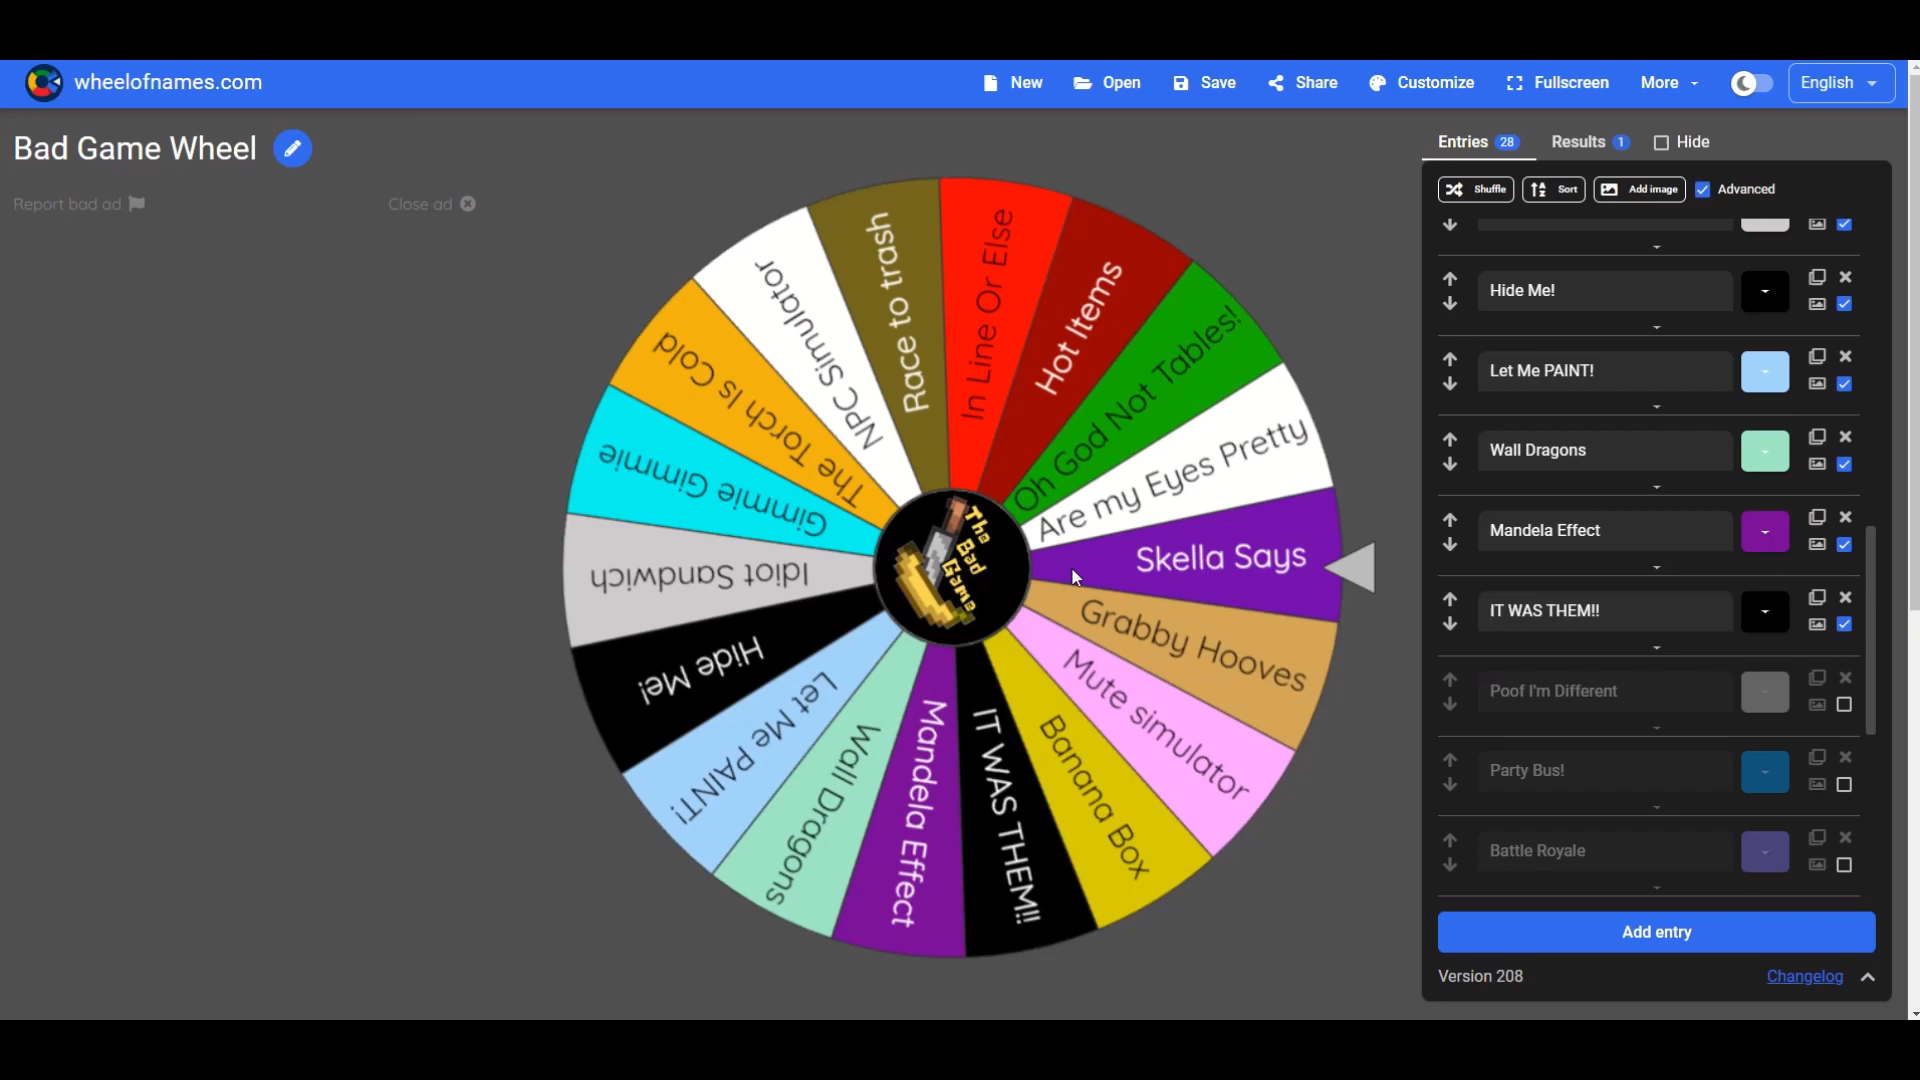 wheelofnames.com
New
Open
Save
Share
Customize
Fullscreen
More
English
Bad Game Wheel
Report bad ad
Close ad
Entries 28
Results 1
Hide
Shuffle
Sort
Add image
Advanced
Hide Me!
Let Me PAINT!
Wall Dragons
Mandela Effect
IT WAS THEM!!
Poof I'm Different
Party Bus!
Battle Royale
Add entry
Version 208
Changelog
Race to trash
In Line Or Else
Hot Items
Oh God Not Tables!
Are my Eyes Pretty
Skella Says
Grabby Hooves
Mute simulator
Banana Box
IT WAS THEM!!
Mandela Effect
Wall Dragons
Let Me PAINT!
Hide Me!
Idiot Sandwich
Gimmie Gimmie
The Torch Is Cold
NPC Simulator
The
Bad
Game